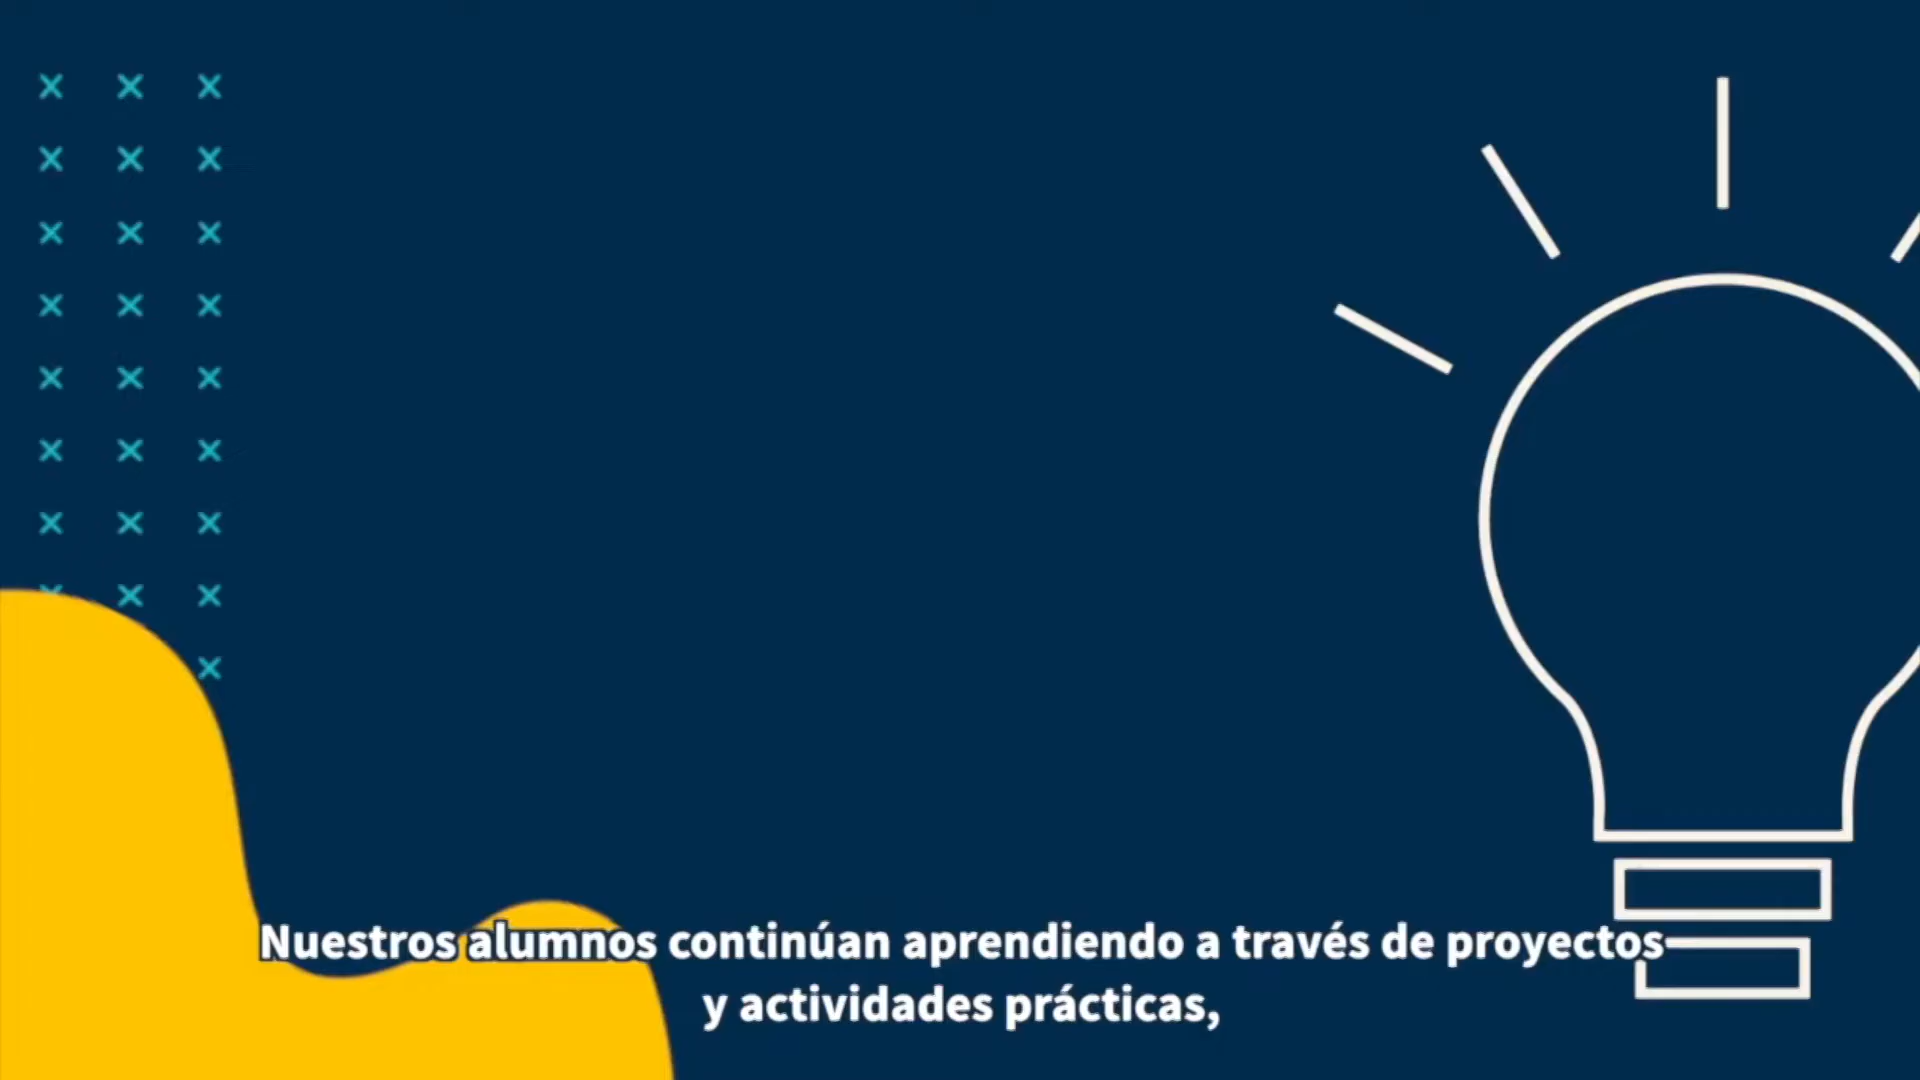 Nuestros alumnos continúan aprendiendo a través de proyectos
y actividades prácticas,